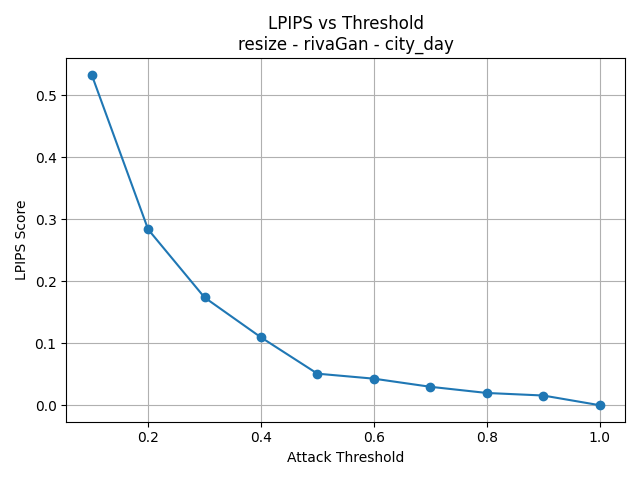 LPIPS vs Threshold
resize - rivaGan - city_day
0.5
0.4
0.3
0.2
0.1
0.0
LPIPS Score
0.2
0.4
0.6
0.8
1.0
Attack Threshold